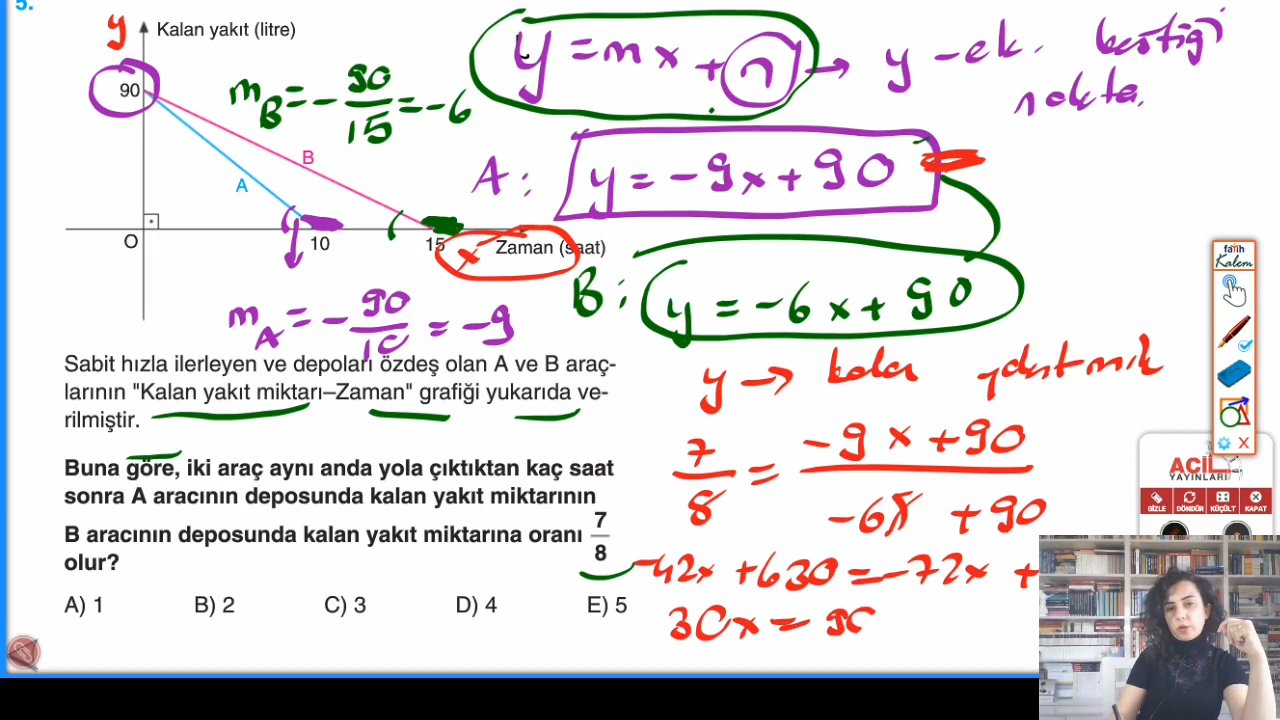 5.
y
Kalan yakıt (litre)
90
A
B
O
10
15
x
Zaman (saat)
m_B = -90/15 = -6
m_A = -90/10 = -9
y = mx + n → y-ek. kestiği
nokta.
A: y = -9x + 90
B: y = -6x + 90
Sabit hızla ilerleyen ve depoları özdeş olan A ve B araç-
larının "Kalan yakıt miktarı–Zaman" grafiği yukarıda ve-
rilmiştir.
Buna göre, iki araç aynı anda yola çıktıktan kaç saat
sonra A aracının deposunda kalan yakıt miktarının
B aracının deposunda kalan yakıt miktarına oranı 7/8
olur?
A) 1 B) 2 C) 3 D) 4 E) 5
y → kalan
7/8 = -9x + 90 / -6x + 90
-42x + 630 = -72x +
30x = 90
fatih
Kalem
ACİL
YAYINLARI
GİZLE DÖNDÜR KÜÇÜLT KAPAT